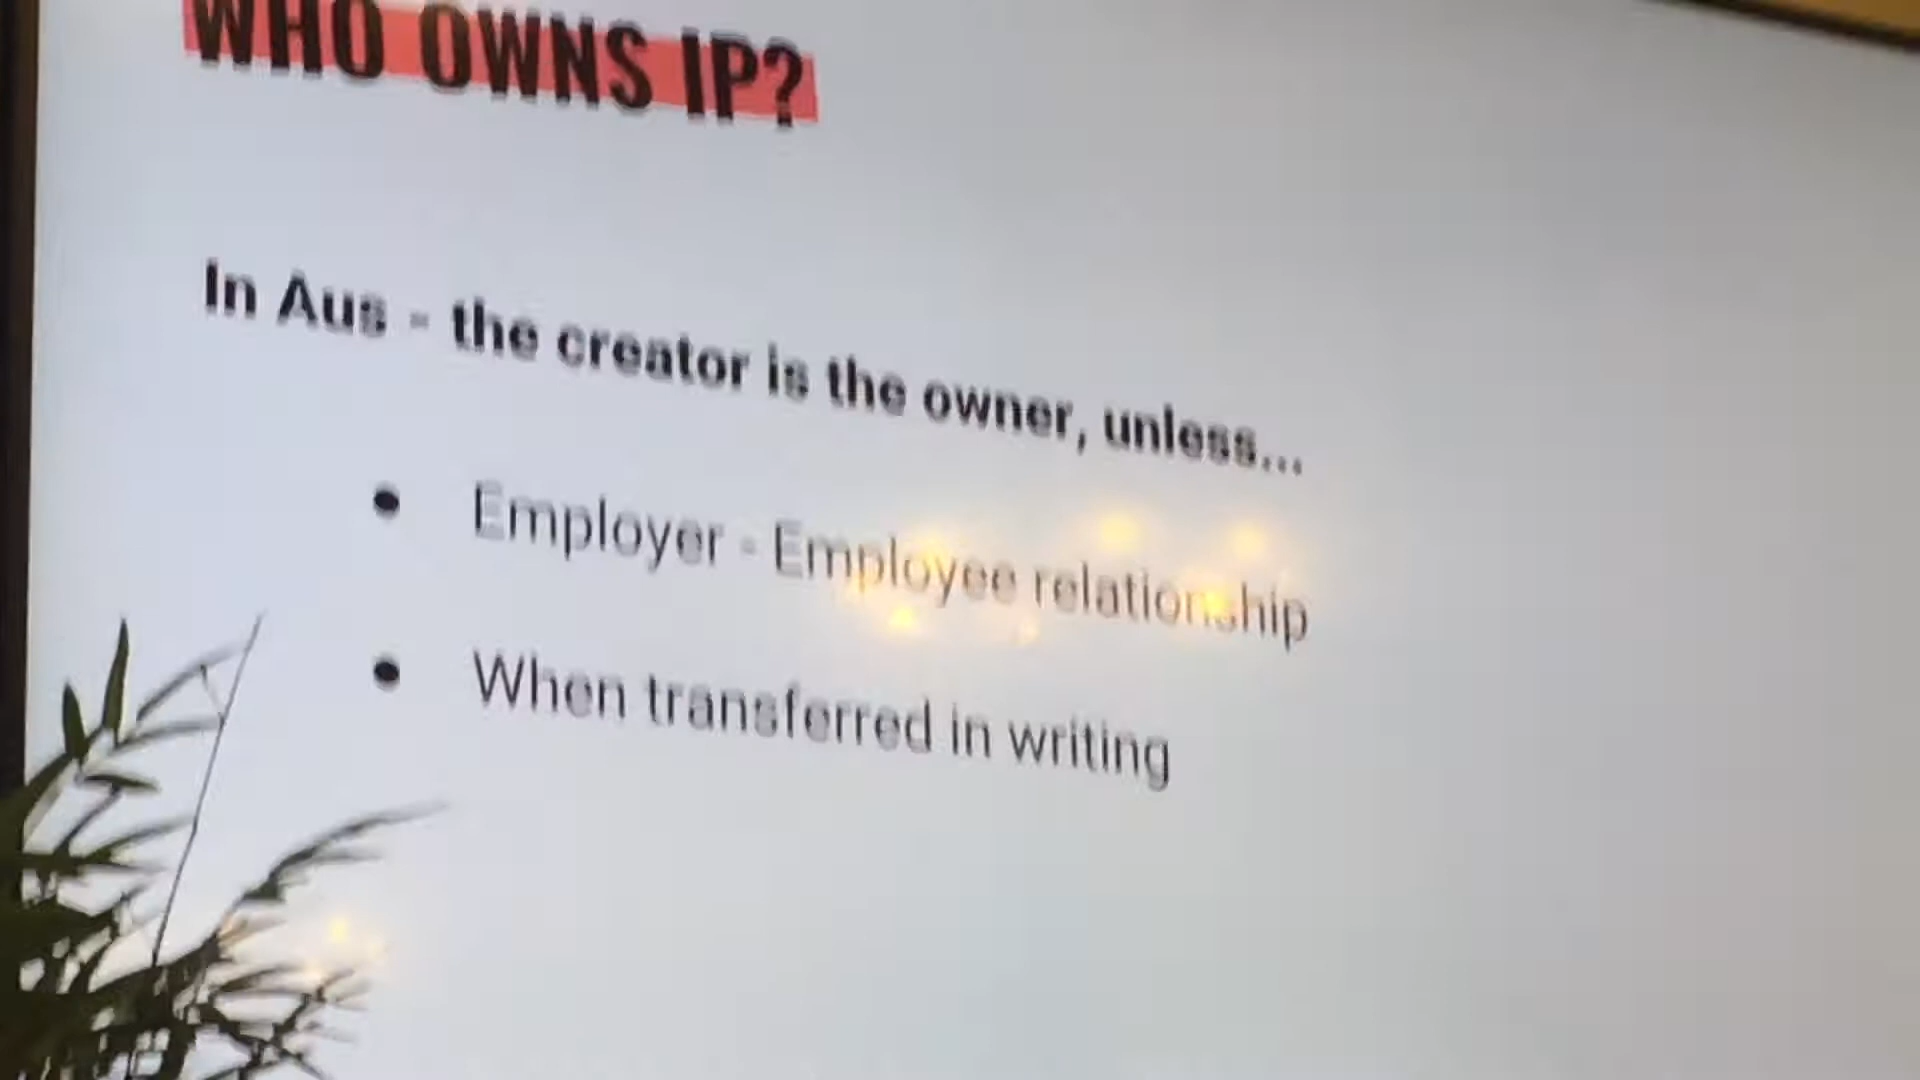 WHO OWNS IP?
In Aus - the creator is the owner, unless...
• Employer - Employee relationship
• When transferred in writing